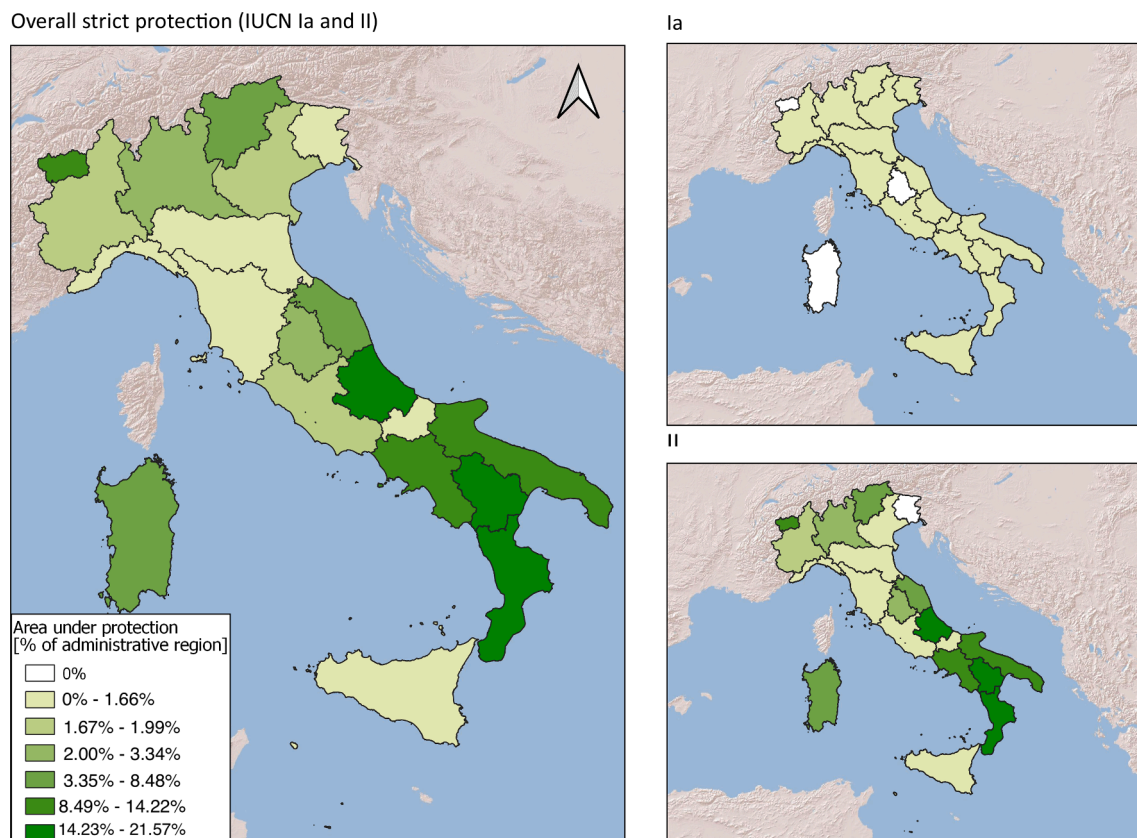 Overall strict protection (IUCN Ia and II)
Ia
II
Area under protection
[% of administrative region]
0%
0% - 1.66%
1.67% - 1.99%
2.00% - 3.34%
3.35% - 8.48%
8.49% - 14.22%
14.23% - 21.57%